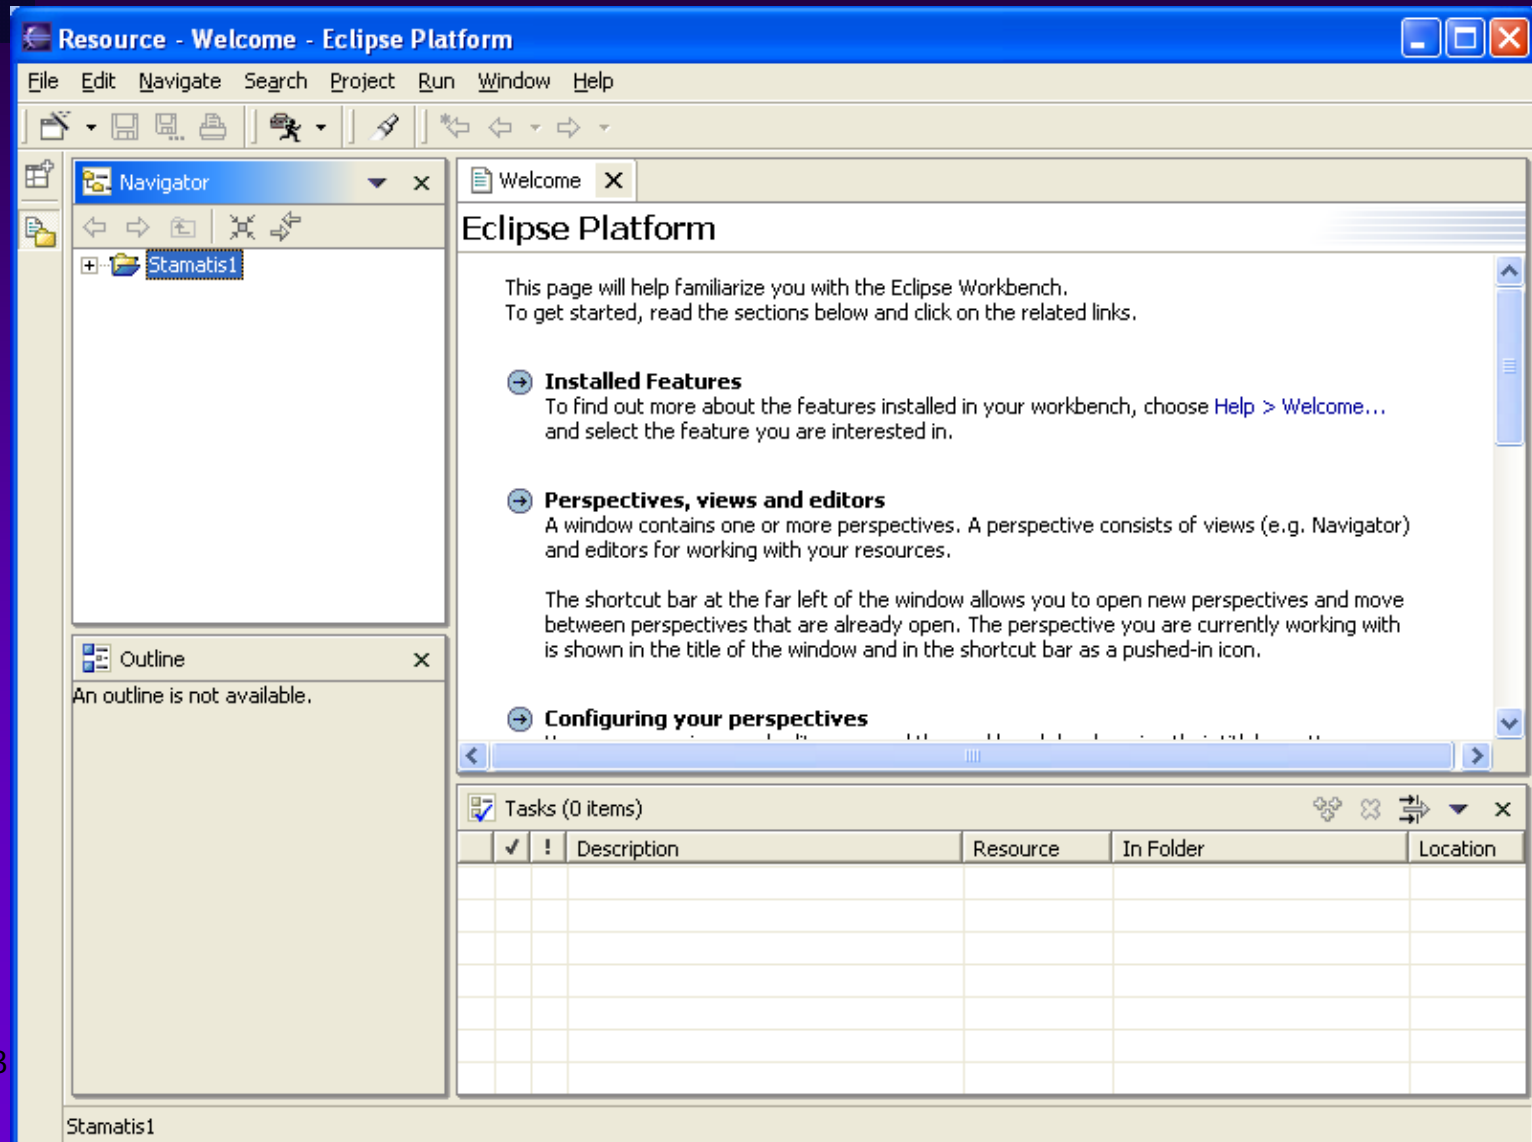 Resource - Welcome - Eclipse Platform
File Edit Navigate Search Project Run Window Help
Navigator
Stamatis1
Outline
An outline is not available.
Welcome
Eclipse Platform
This page will help familiarize you with the Eclipse Workbench.
To get started, read the sections below and click on the related links.
Installed Features
To find out more about the features installed in your workbench, choose Help > Welcome...
and select the feature you are interested in.
Perspectives, views and editors
A window contains one or more perspectives. A perspective consists of views (e.g. Navigator)
and editors for working with your resources.
The shortcut bar at the far left of the window allows you to open new perspectives and move
between perspectives that are already open. The perspective you are currently working with
is shown in the title of the window and in the shortcut bar as a pushed-in icon.
Configuring your perspectives
Tasks (0 items)
! Description Resource In Folder Location
3
Stamatis1